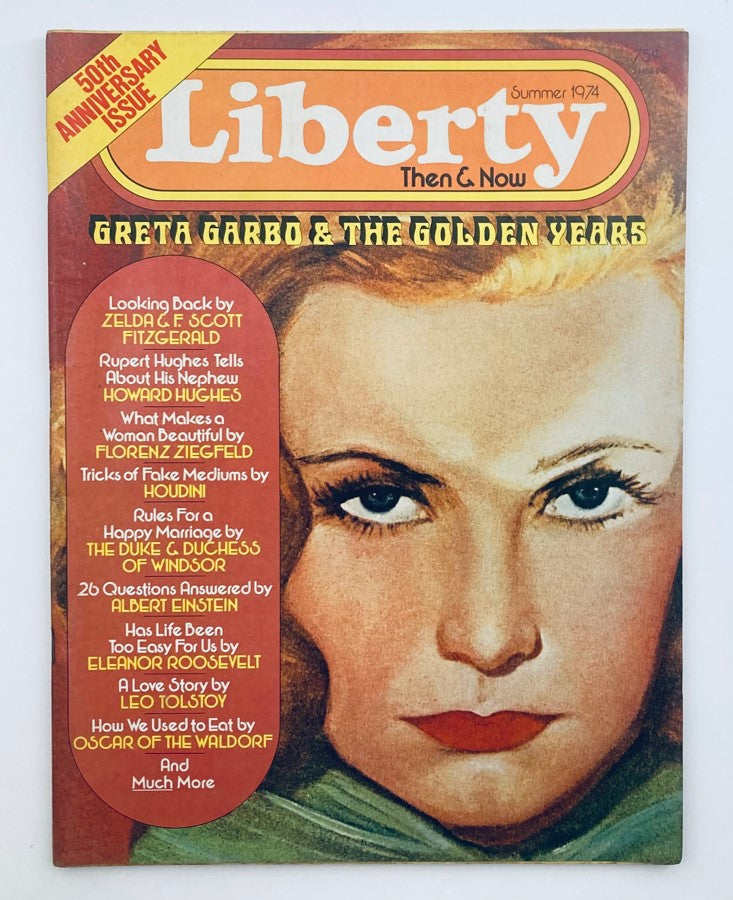 50th
ANNIVERSARY
ISSUE
75¢
Summer 1974
Liberty
Then & Now
GRETA GARBO & THE GOLDEN YEARS
Looking Back by
ZELDA & F. SCOTT
FITZGERALD
Rupert Hughes Tells
About His Nephew
HOWARD HUGHES
What Makes a
Woman Beautiful by
FLORENZ ZIEGFELD
Tricks of Fake Mediums by
HOUDINI
Rules For a
Happy Marriage by
THE DUKE & DUCHESS
OF WINDSOR
26 Questions Answered by
ALBERT EINSTEIN
Has Life Been
Too Easy For Us by
ELEANOR ROOSEVELT
A Love Story by
LEO TOLSTOY
How We Used to Eat by
OSCAR OF THE WALDORF
And
Much More